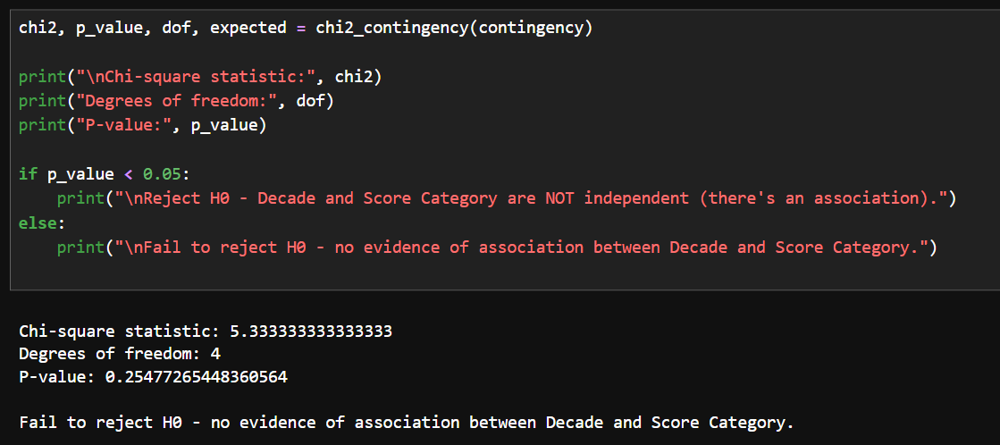 chi2, p_value, dof, expected = chi2_contingency(contingency)
print("\nChi-square statistic:", chi2)
print("Degrees of freedom:", dof)
print("P-value:", p_value)
if p_value < 0.05:
    print("\nReject H0 - Decade and Score Category are NOT independent (there's an association).")
else:
    print("\nFail to reject H0 - no evidence of association between Decade and Score Category.")
Chi-square statistic: 5.333333333333333
Degrees of freedom: 4
P-value: 0.25477265448360564
Fail to reject H0 - no evidence of association between Decade and Score Category.